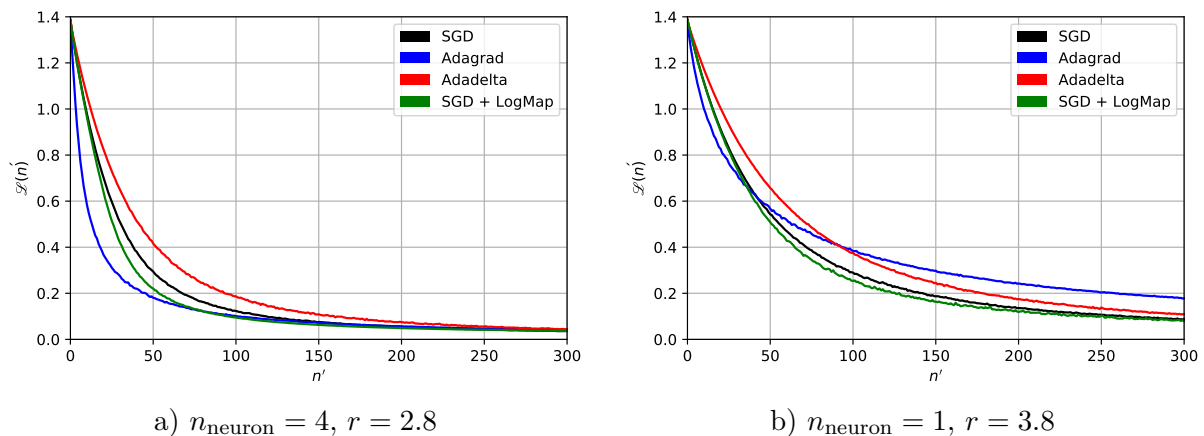 1.4
1.2
1.0
0.8
0.6
0.4
0.2
0.0
ℒ(n′)
0 50 100 150 200 250 300
n′
SGD
Adagrad
Adadelta
SGD + LogMap
a) n_neuron = 4, r = 2.8
1.4
1.2
1.0
0.8
0.6
0.4
0.2
0.0
ℒ(n′)
0 50 100 150 200 250 300
n′
SGD
Adagrad
Adadelta
SGD + LogMap
b) n_neuron = 1, r = 3.8